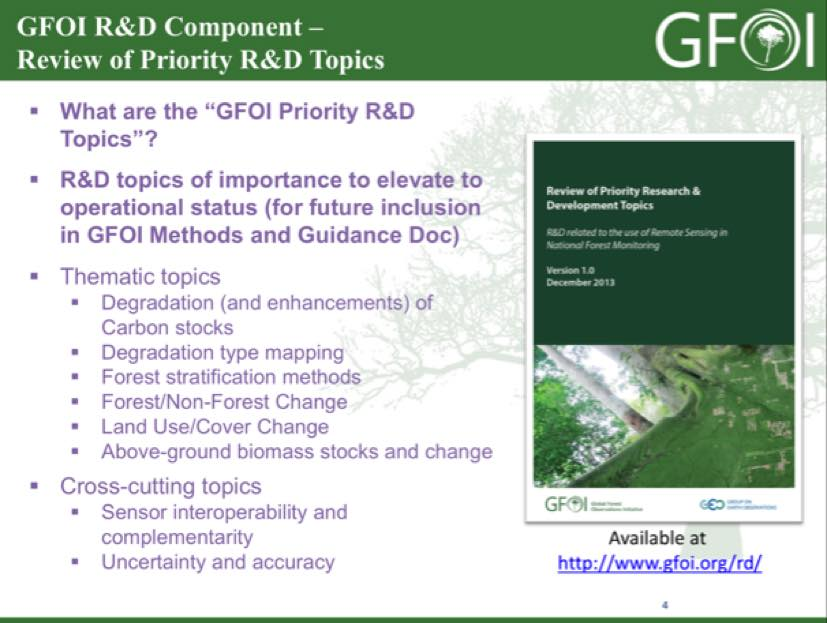 GFOI R&D Component –
Review of Priority R&D Topics
GFOI
▪ What are the “GFOI Priority R&D
Topics”?
▪ R&D topics of importance to elevate to
operational status (for future inclusion
in GFOI Methods and Guidance Doc)
▪ Thematic topics
▪ Degradation (and enhancements) of
Carbon stocks
▪ Degradation type mapping
▪ Forest stratification methods
▪ Forest/Non-Forest Change
▪ Land Use/Cover Change
▪ Above-ground biomass stocks and change
▪ Cross-cutting topics
▪ Sensor interoperability and
complementarity
▪ Uncertainty and accuracy
Review of Priority Research &
Development Topics
R&D related to the use of Remote Sensing in
National Forest Monitoring
Version 1.0
December 2013
GFOI
Global Forest
Observations Initiative
GEO
GROUP ON
EARTH OBSERVATIONS
Available at
http://www.gfoi.org/rd/
4